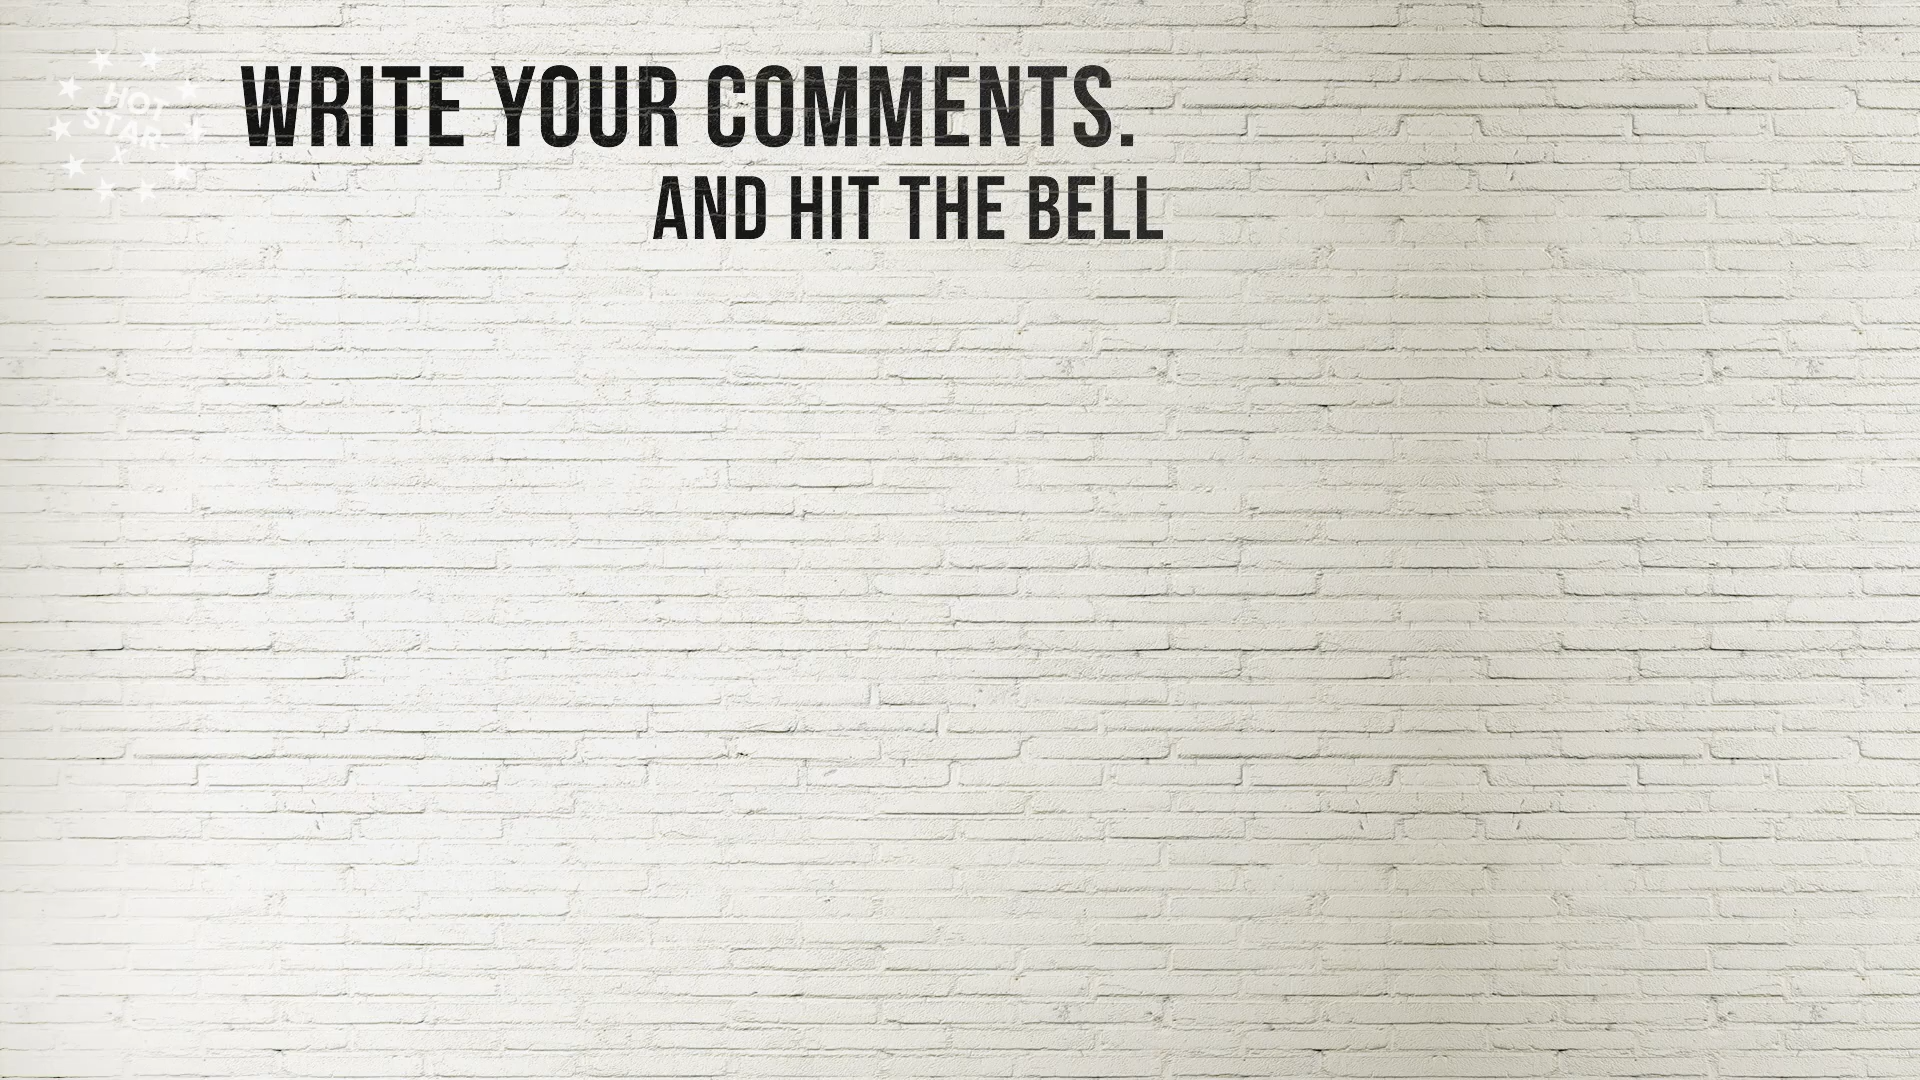 HOT
STAR
X
WRITE YOUR COMMENTS.
AND HIT THE BELL